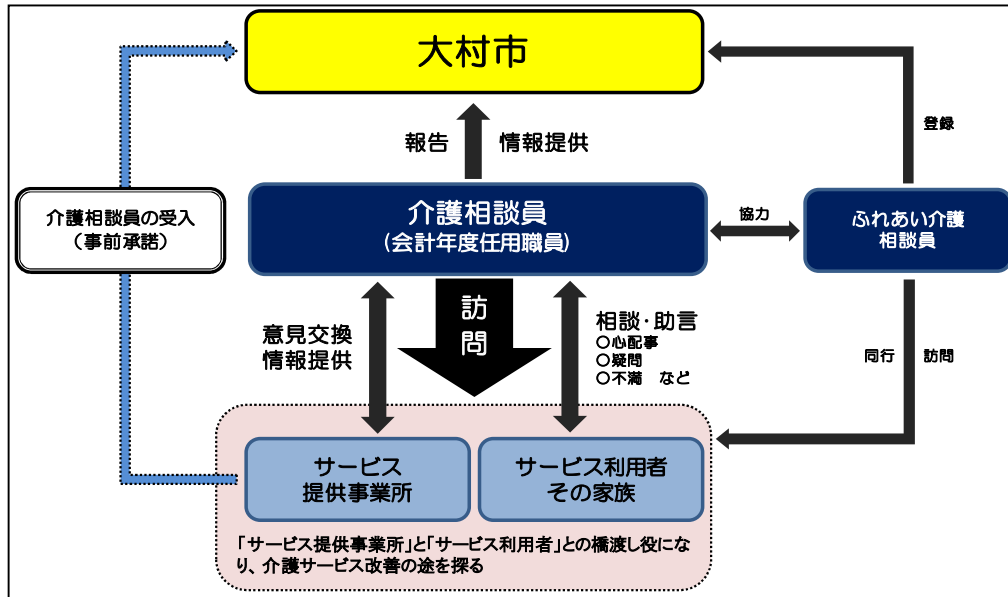 大村市
報告 情報提供
登録
介護相談員の受入
（事前承諾）
介護相談員
(会計年度任用職員)
協力
ふれあい介護
相談員
訪問
意見交換
情報提供
相談・助言
○心配事
○疑問
○不満 など
同行 訪問
サービス
提供事業所
サービス利用者
その家族
「サービス提供事業所」と「サービス利用者」との橋渡し役にな
り、介護サービス改善の途を探る